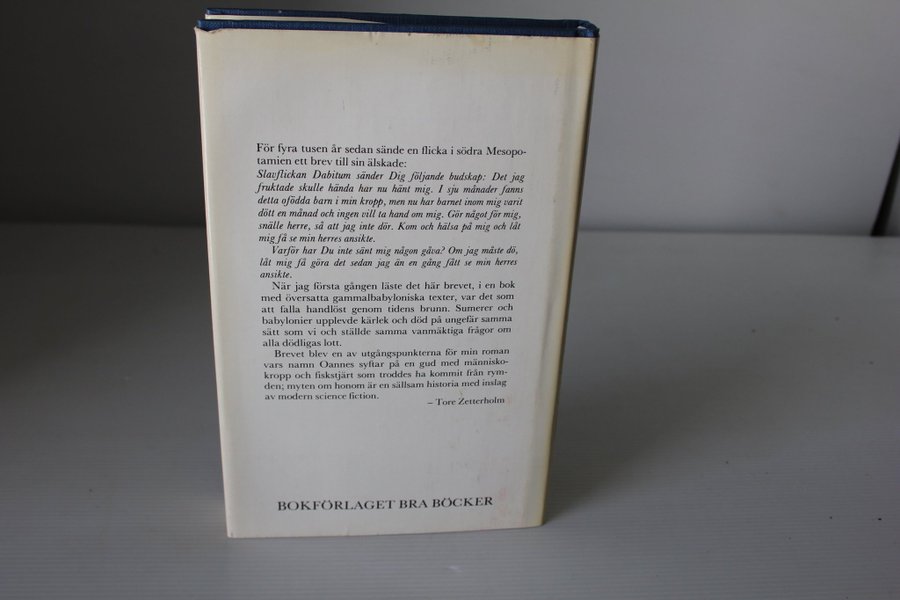 För fyra tusen år sedan sände en flicka i södra Mesopo-
tamien ett brev till sin älskade:
Slavflickan Dabitum sänder Dig följande budskap: Det jag
fruktade skulle hända har nu hänt mig. I sju månader fanns
detta ofödda barn i min kropp, men nu har barnet inom mig varit
dött en månad och ingen vill ta hand om mig. Gör något för mig,
snälle herre, så att jag inte dör. Kom och hälsa på mig och låt
mig få se min herres ansikte.
Varför har Du inte sänt mig någon gåva? Om jag måste dö,
låt mig få göra det sedan jag än en gång fått se min herres
ansikte.
När jag första gången läste det här brevet, i en bok
med översatta gammalbabyloniska texter, var det som
att falla handlöst genom tidens brunn. Sumerer och
babylonier upplevde kärlek och död på ungefär samma
sätt som vi och ställde samma vanmäktiga frågor om
alla dödligas lott.
Brevet blev en av utgångspunkterna för min roman
vars namn Oannes syftar på en gud med människo-
kropp och fiskstjärt som troddes ha kommit från rym-
den; myten om honom är en sällsam historia med inslag
av modern science fiction.
– Tore Zetterholm
BOKFÖRLAGET BRA BÖCKER